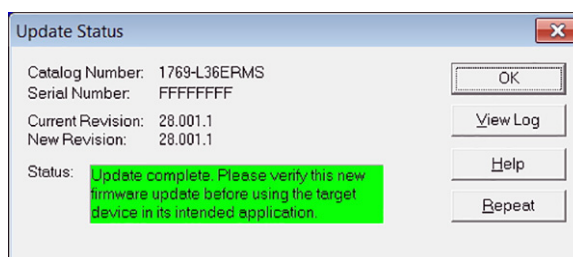 Update Status
Catalog Number: 1769-L36ERMS
Serial Number: FFFFFFFF
Current Revision: 28.001.1
New Revision: 28.001.1
Status: Update complete. Please verify this new
firmware update before using the target
device in its intended application.
OK
View Log
Help
Repeat